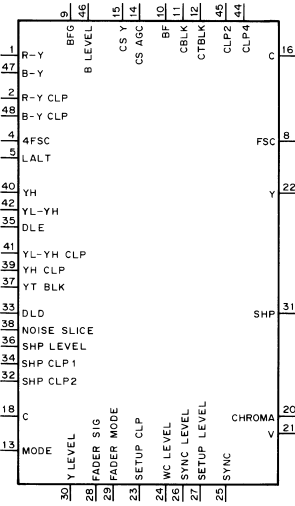 9 BFG
46 B LEVEL
15 CS Y
14 CS AGC
10 BF
11 CBLK
12 CTBLK
45 CLP2
44 CLP4
1 R-Y
47 B-Y
2 R-Y CLP
48 B-Y CLP
4 4FSC
5 LALT
40 YH
42 YL-YH
35 DLE
41 YL-YH CLP
39 YH CLP
37 YT BLK
33 DLD
38 NOISE SLICE
36 SHP LEVEL
34 SHP CLP1
32 SHP CLP2
18 C
13 MODE
C 16
FSC 8
Y 22
SHP 31
CHROMA 20
V 21
30 Y LEVEL
28 FADER SIG
29 FADER MODE
23 SETUP CLP
24 WC LEVEL
26 SYNC LEVEL
27 SETUP LEVEL
25 SYNC